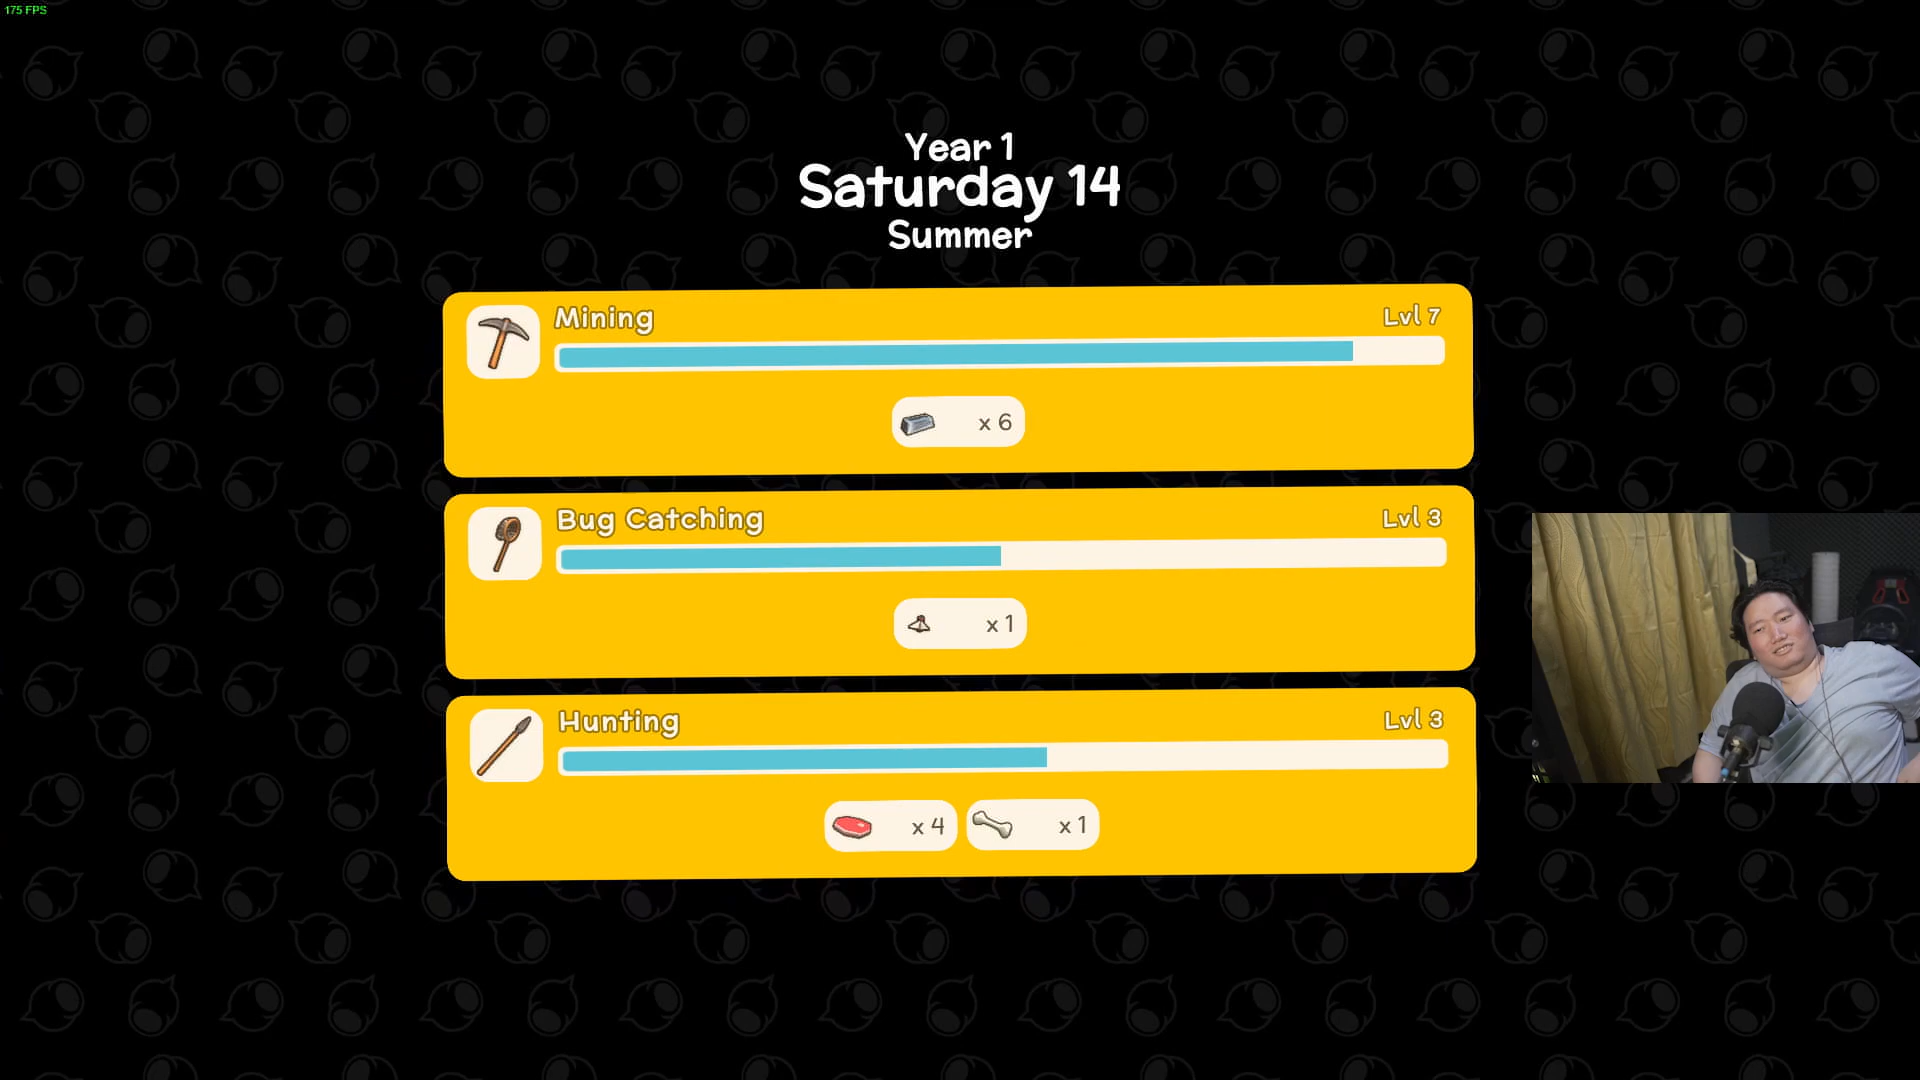 175 FPS
Year 1
Saturday 14
Summer
Mining
Lvl 7
x 6
Bug Catching
Lvl 3
x 1
Hunting
Lvl 3
x 4
x 1